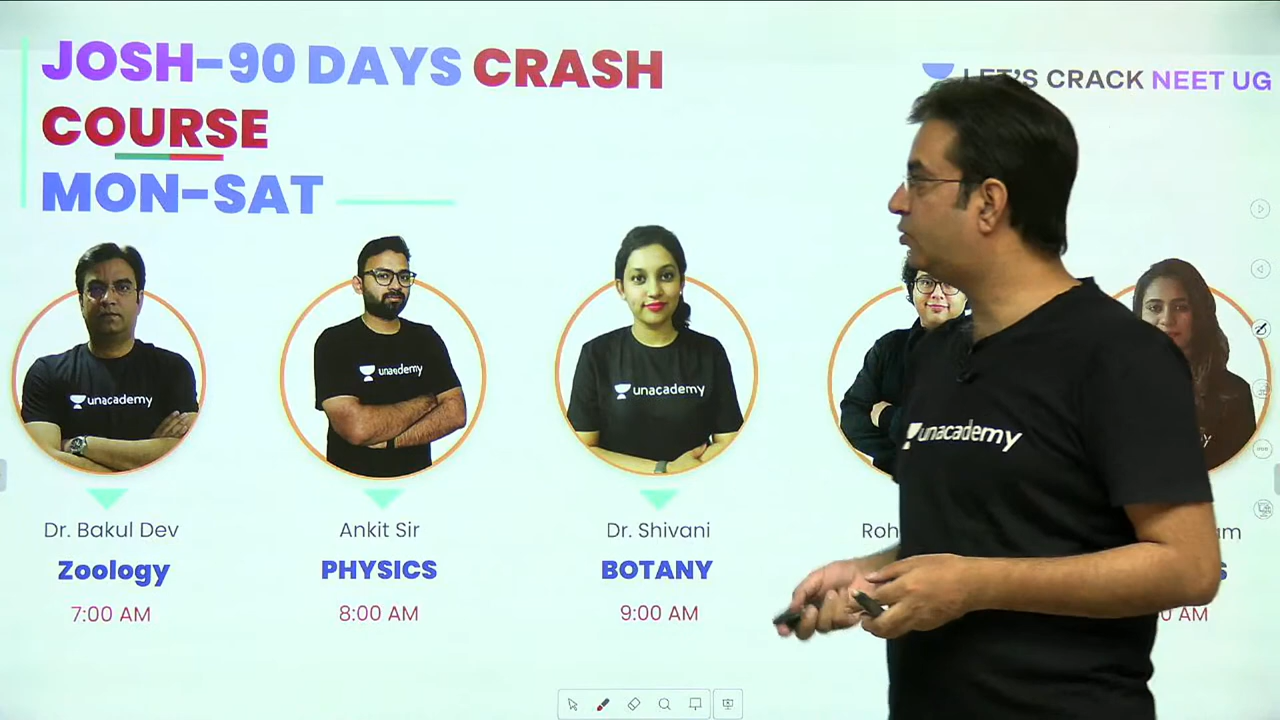 JOSH-90 DAYS CRASH
COURSE
MON-SAT
LET'S CRACK NEET UG
unacademy
unacademy
unacademy
unacademy
Dr. Bakul Dev
Ankit Sir
Dr. Shivani
Zoology
PHYSICS
BOTANY
7:00 AM
8:00 AM
9:00 AM
AM